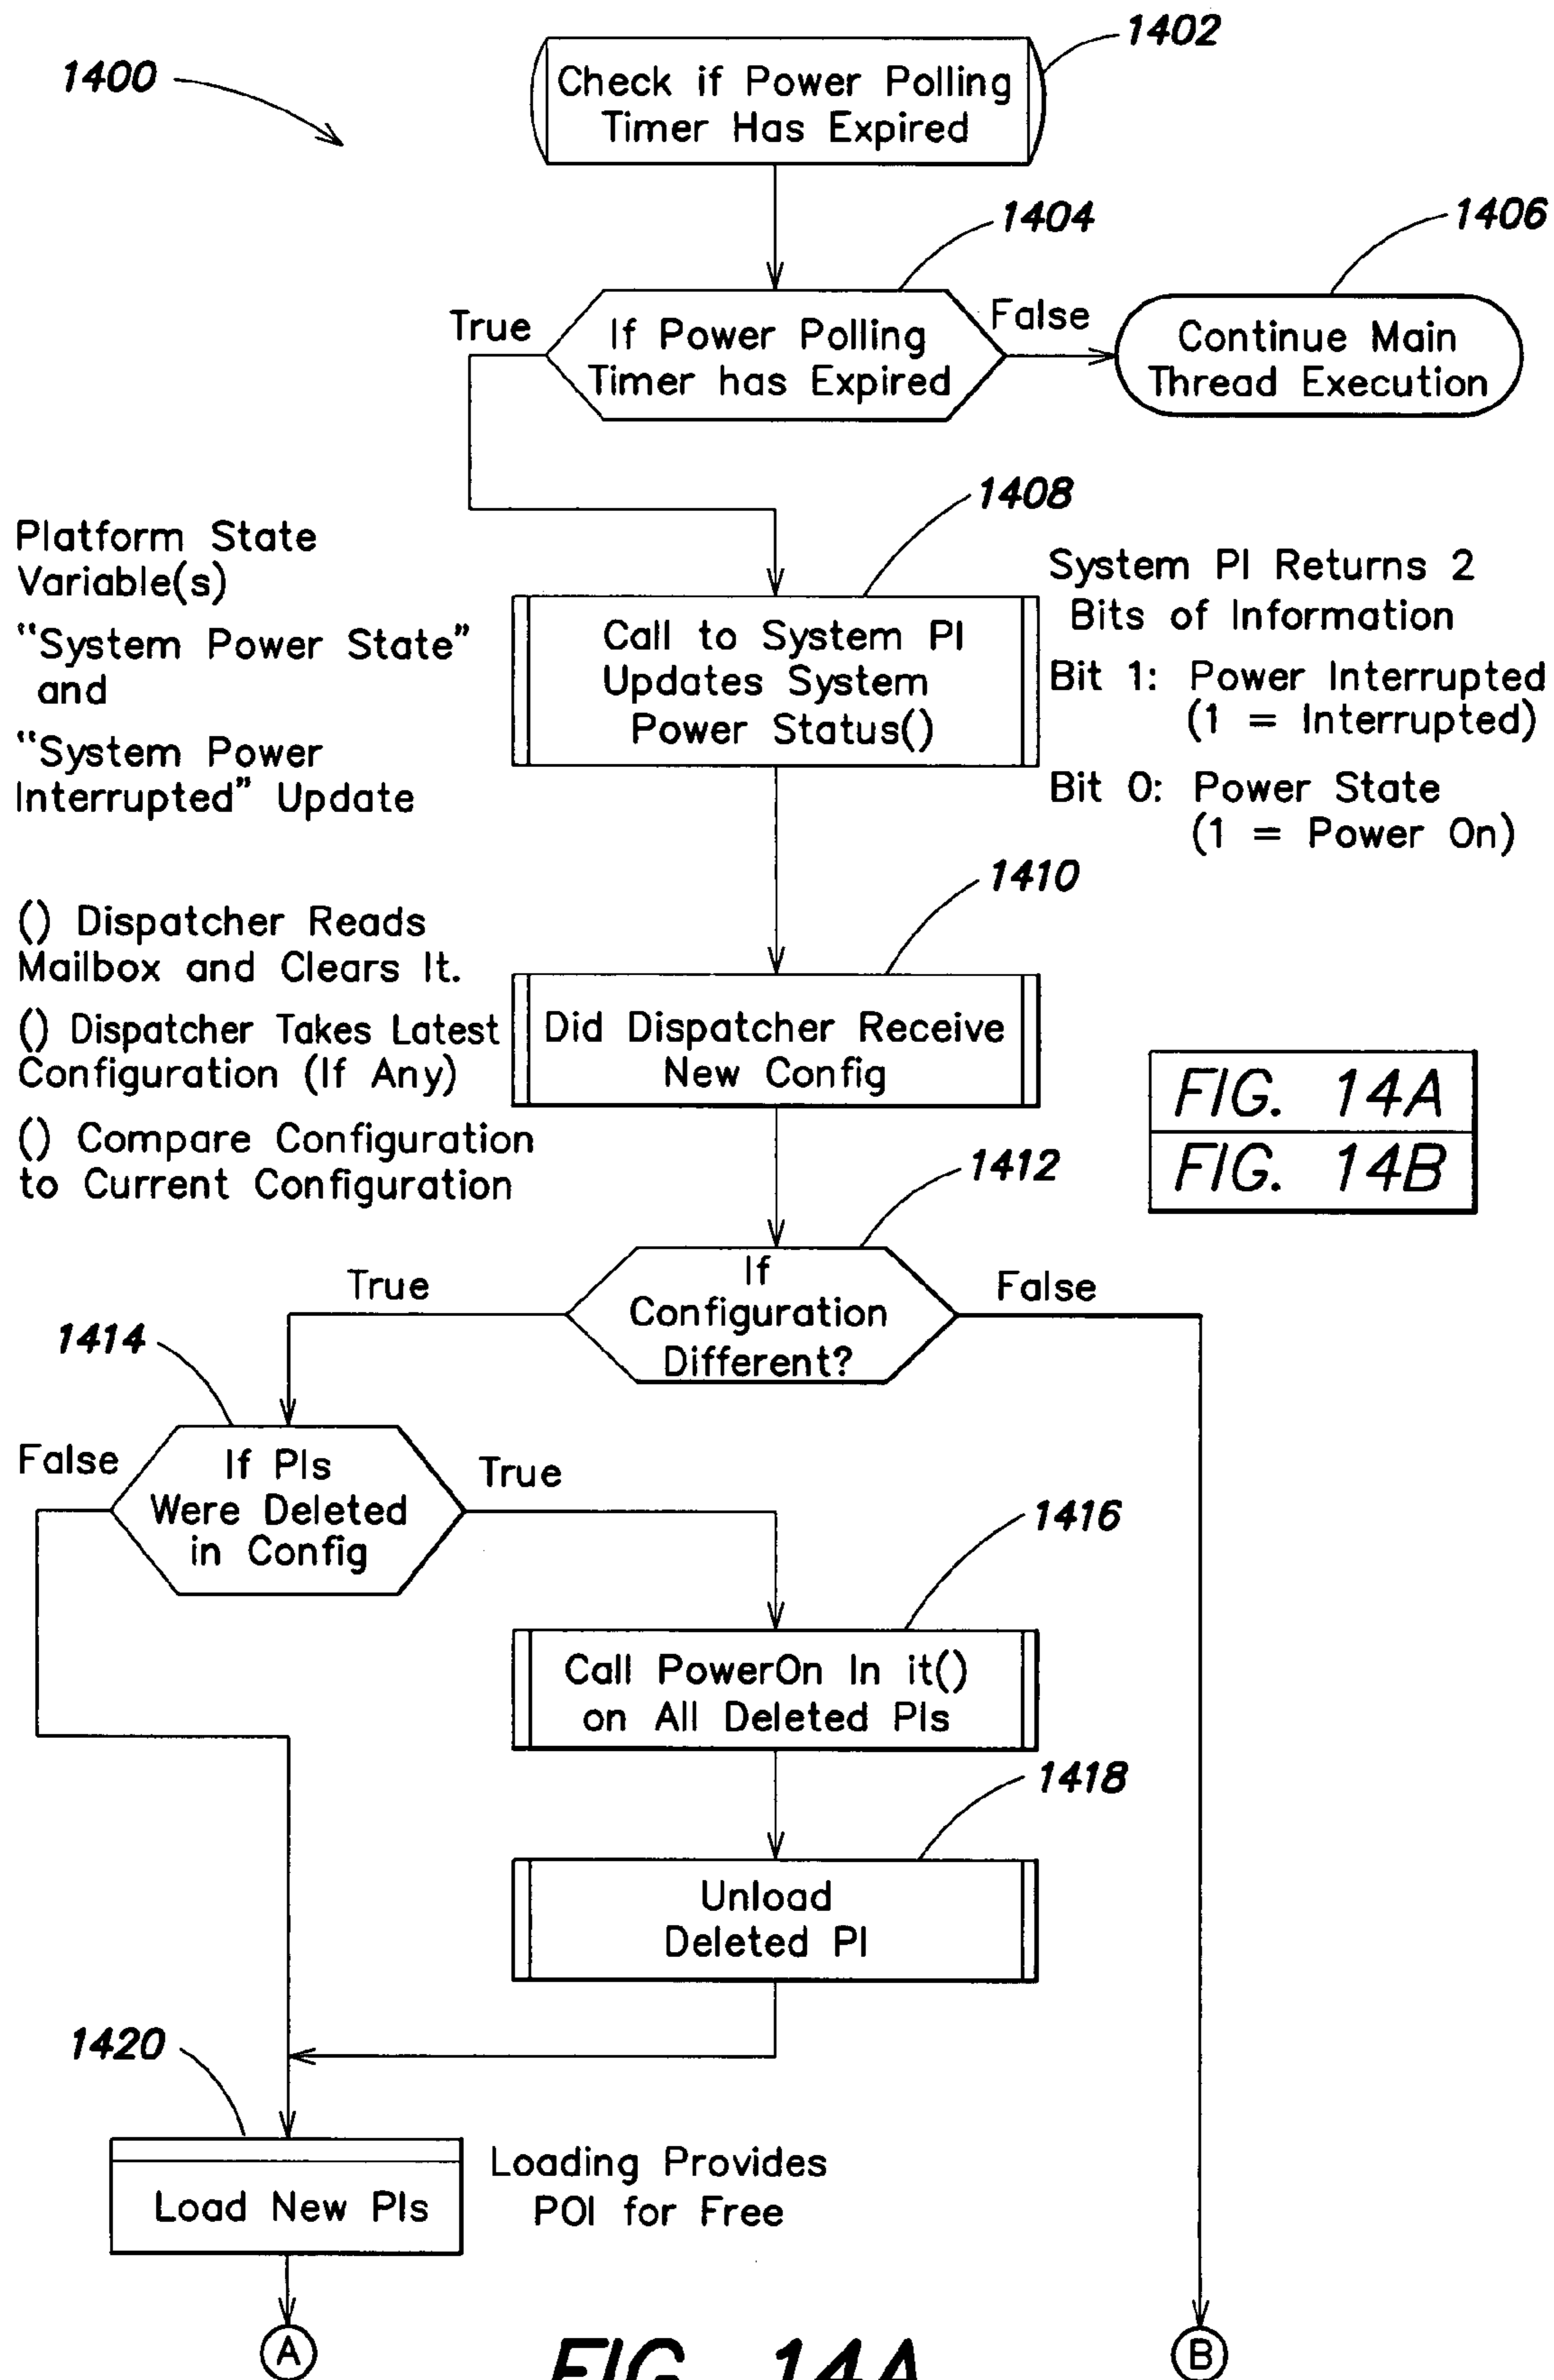 1400
1402
Check if Power Polling
Timer Has Expired
1404
1406
True
If Power Polling
Timer has Expired
False
Continue Main
Thread Execution
1408
Platform State
Variable(s)
"System Power State"
and
"System Power
Interrupted" Update
Call to System PI
Updates System
Power Status()
System PI Returns 2
Bits of Information
Bit 1: Power Interrupted
(1 = Interrupted)
Bit 0: Power State
(1 = Power On)
1410
() Dispatcher Reads
Mailbox and Clears It.
() Dispatcher Takes Latest
Configuration (If Any)
() Compare Configuration
to Current Configuration
Did Dispatcher Receive
New Config
FIG. 14A
FIG. 14B
1412
True
If
Configuration
Different?
False
1414
False
If PIs
Were Deleted
in Config
True
1416
Call PowerOn In it()
on All Deleted PIs
1418
Unload
Deleted PI
1420
Load New PIs
Loading Provides
POI for Free
A
B
FIG. 14A